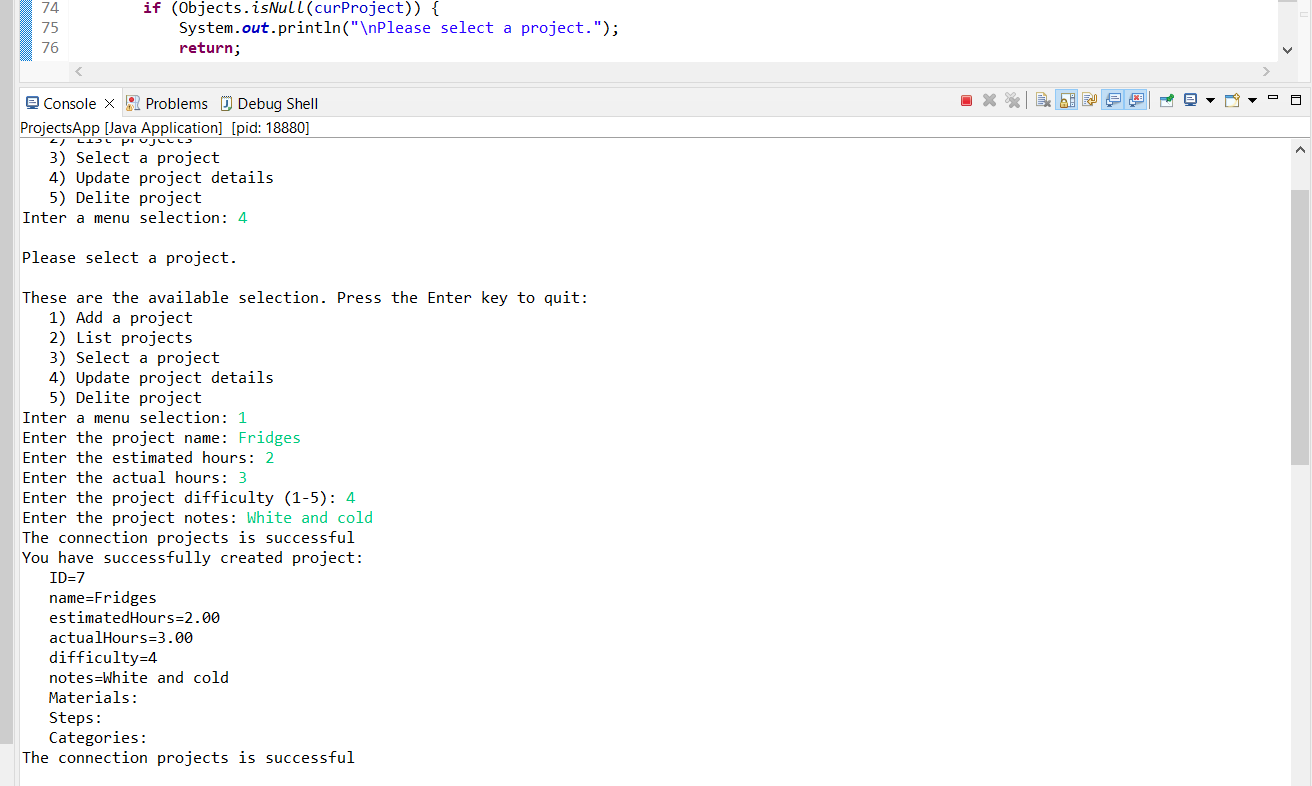 74 if (Objects.isNull(curProject)) {
75 System.out.println("\nPlease select a project.");
76 return;
Console Problems Debug Shell
ProjectsApp [Java Application] [pid: 18880]
2) List projects
3) Select a project
4) Update project details
5) Delite project
Inter a menu selection: 4
Please select a project.
These are the available selection. Press the Enter key to quit:
1) Add a project
2) List projects
3) Select a project
4) Update project details
5) Delite project
Inter a menu selection: 1
Enter the project name: Fridges
Enter the estimated hours: 2
Enter the actual hours: 3
Enter the project difficulty (1-5): 4
Enter the project notes: White and cold
The connection projects is successful
You have successfully created project:
ID=7
name=Fridges
estimatedHours=2.00
actualHours=3.00
difficulty=4
notes=White and cold
Materials:
Steps:
Categories:
The connection projects is successful